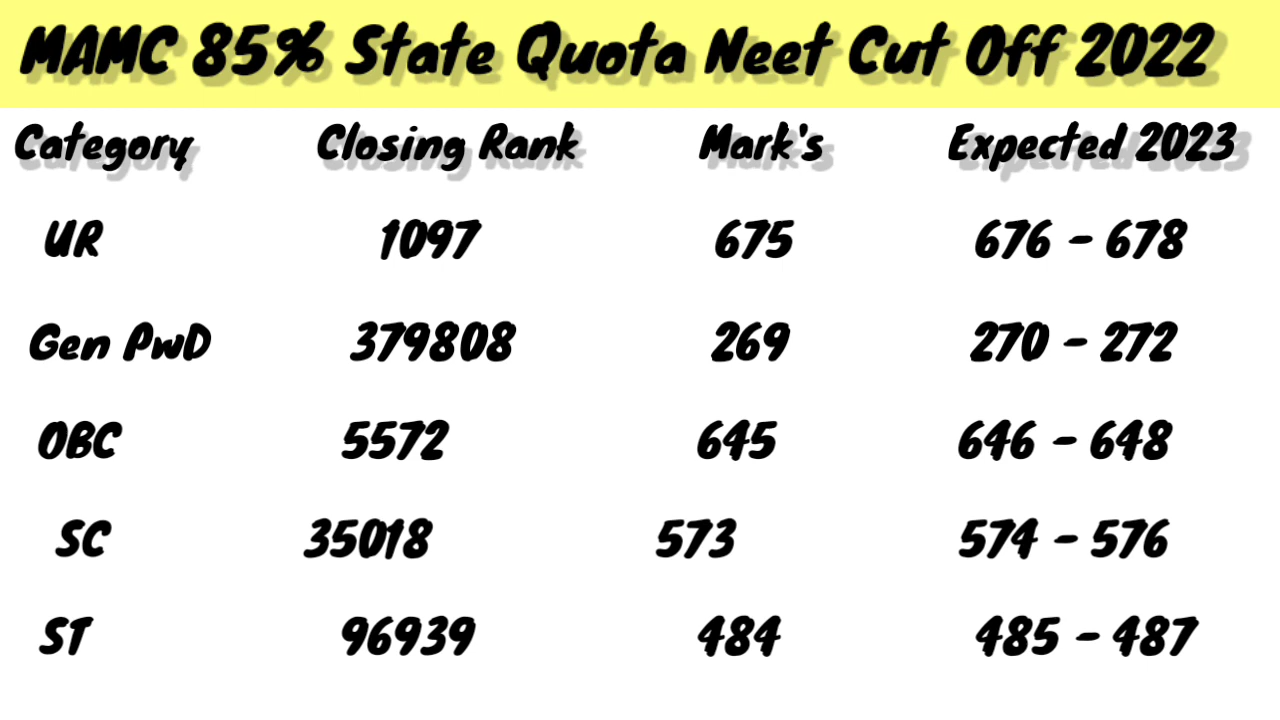 MAMC 85% State Quota Neet Cut Off 2022
Category Closing Rank Mark's Expected 2023
UR 1097 675 676 - 678
Gen PwD 379808 269 270 - 272
OBC 5572 645 646 - 648
SC 35018 573 574 - 576
ST 96939 484 485 - 487